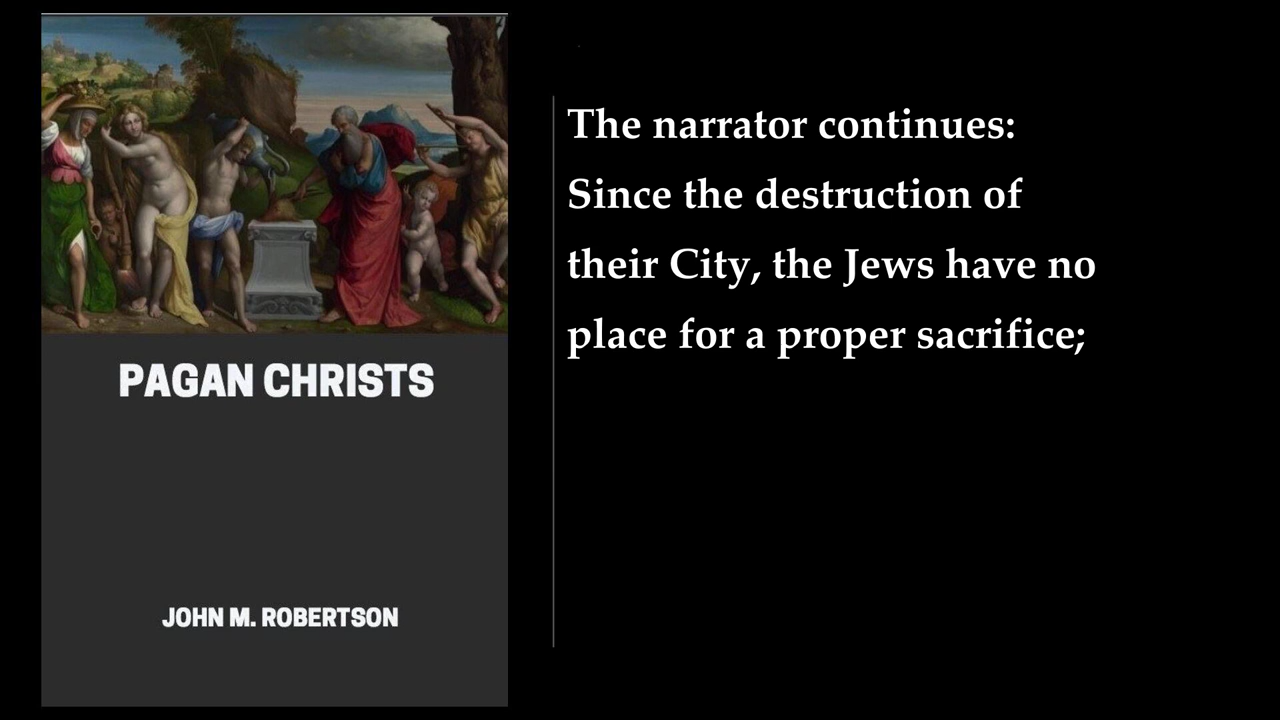 PAGAN CHRISTS
JOHN M. ROBERTSON
The narrator continues:
Since the destruction of
their City, the Jews have no
place for a proper sacrifice;